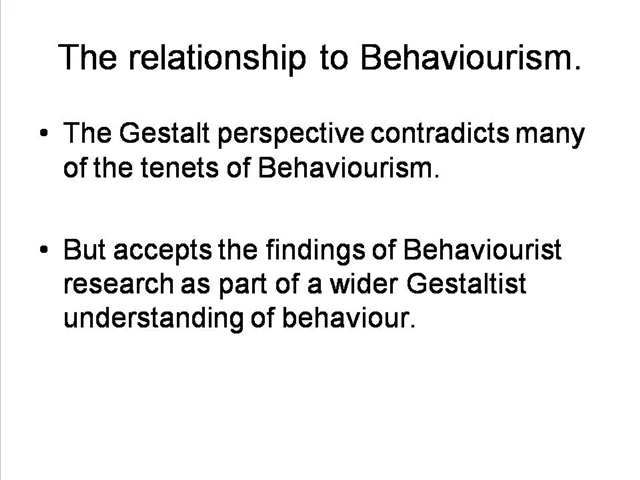 The relationship to Behaviourism.
• The Gestalt perspective contradicts many
of the tenets of Behaviourism.
• But accepts the findings of Behaviourist
research as part of a wider Gestaltist
understanding of behaviour.